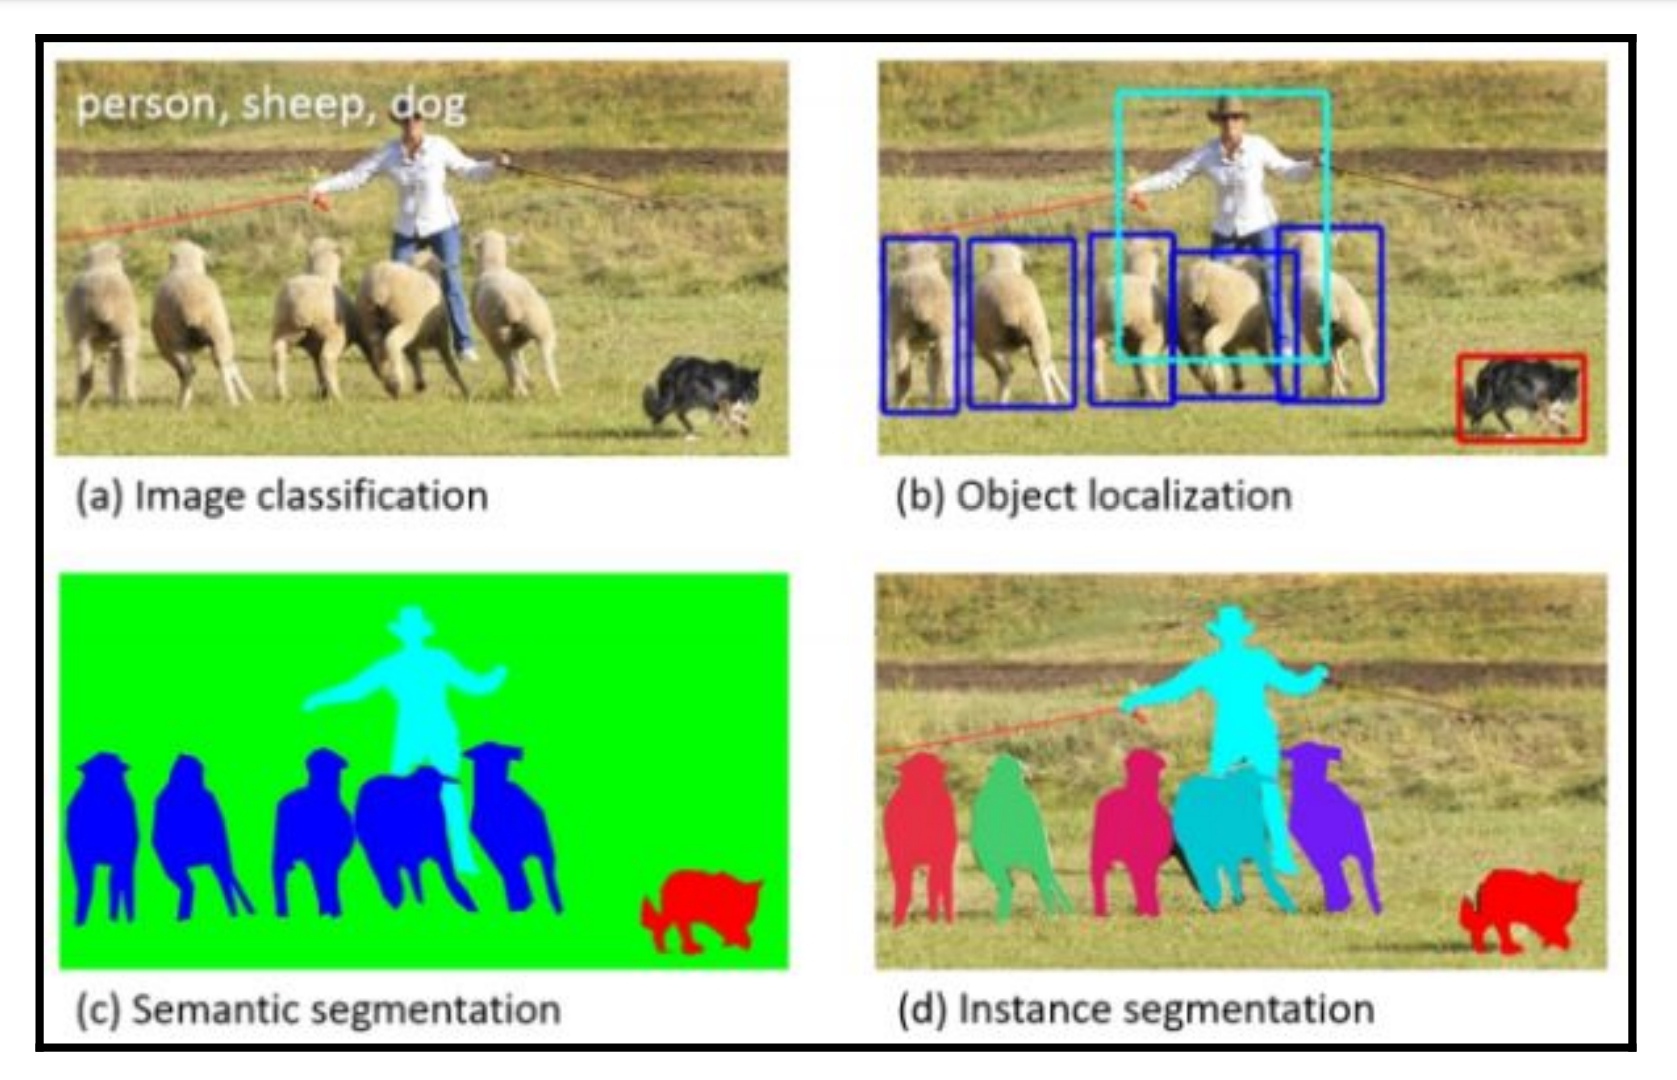 person, sheep, dog
(a) Image classification
(b) Object localization
(c) Semantic segmentation
(d) Instance segmentation